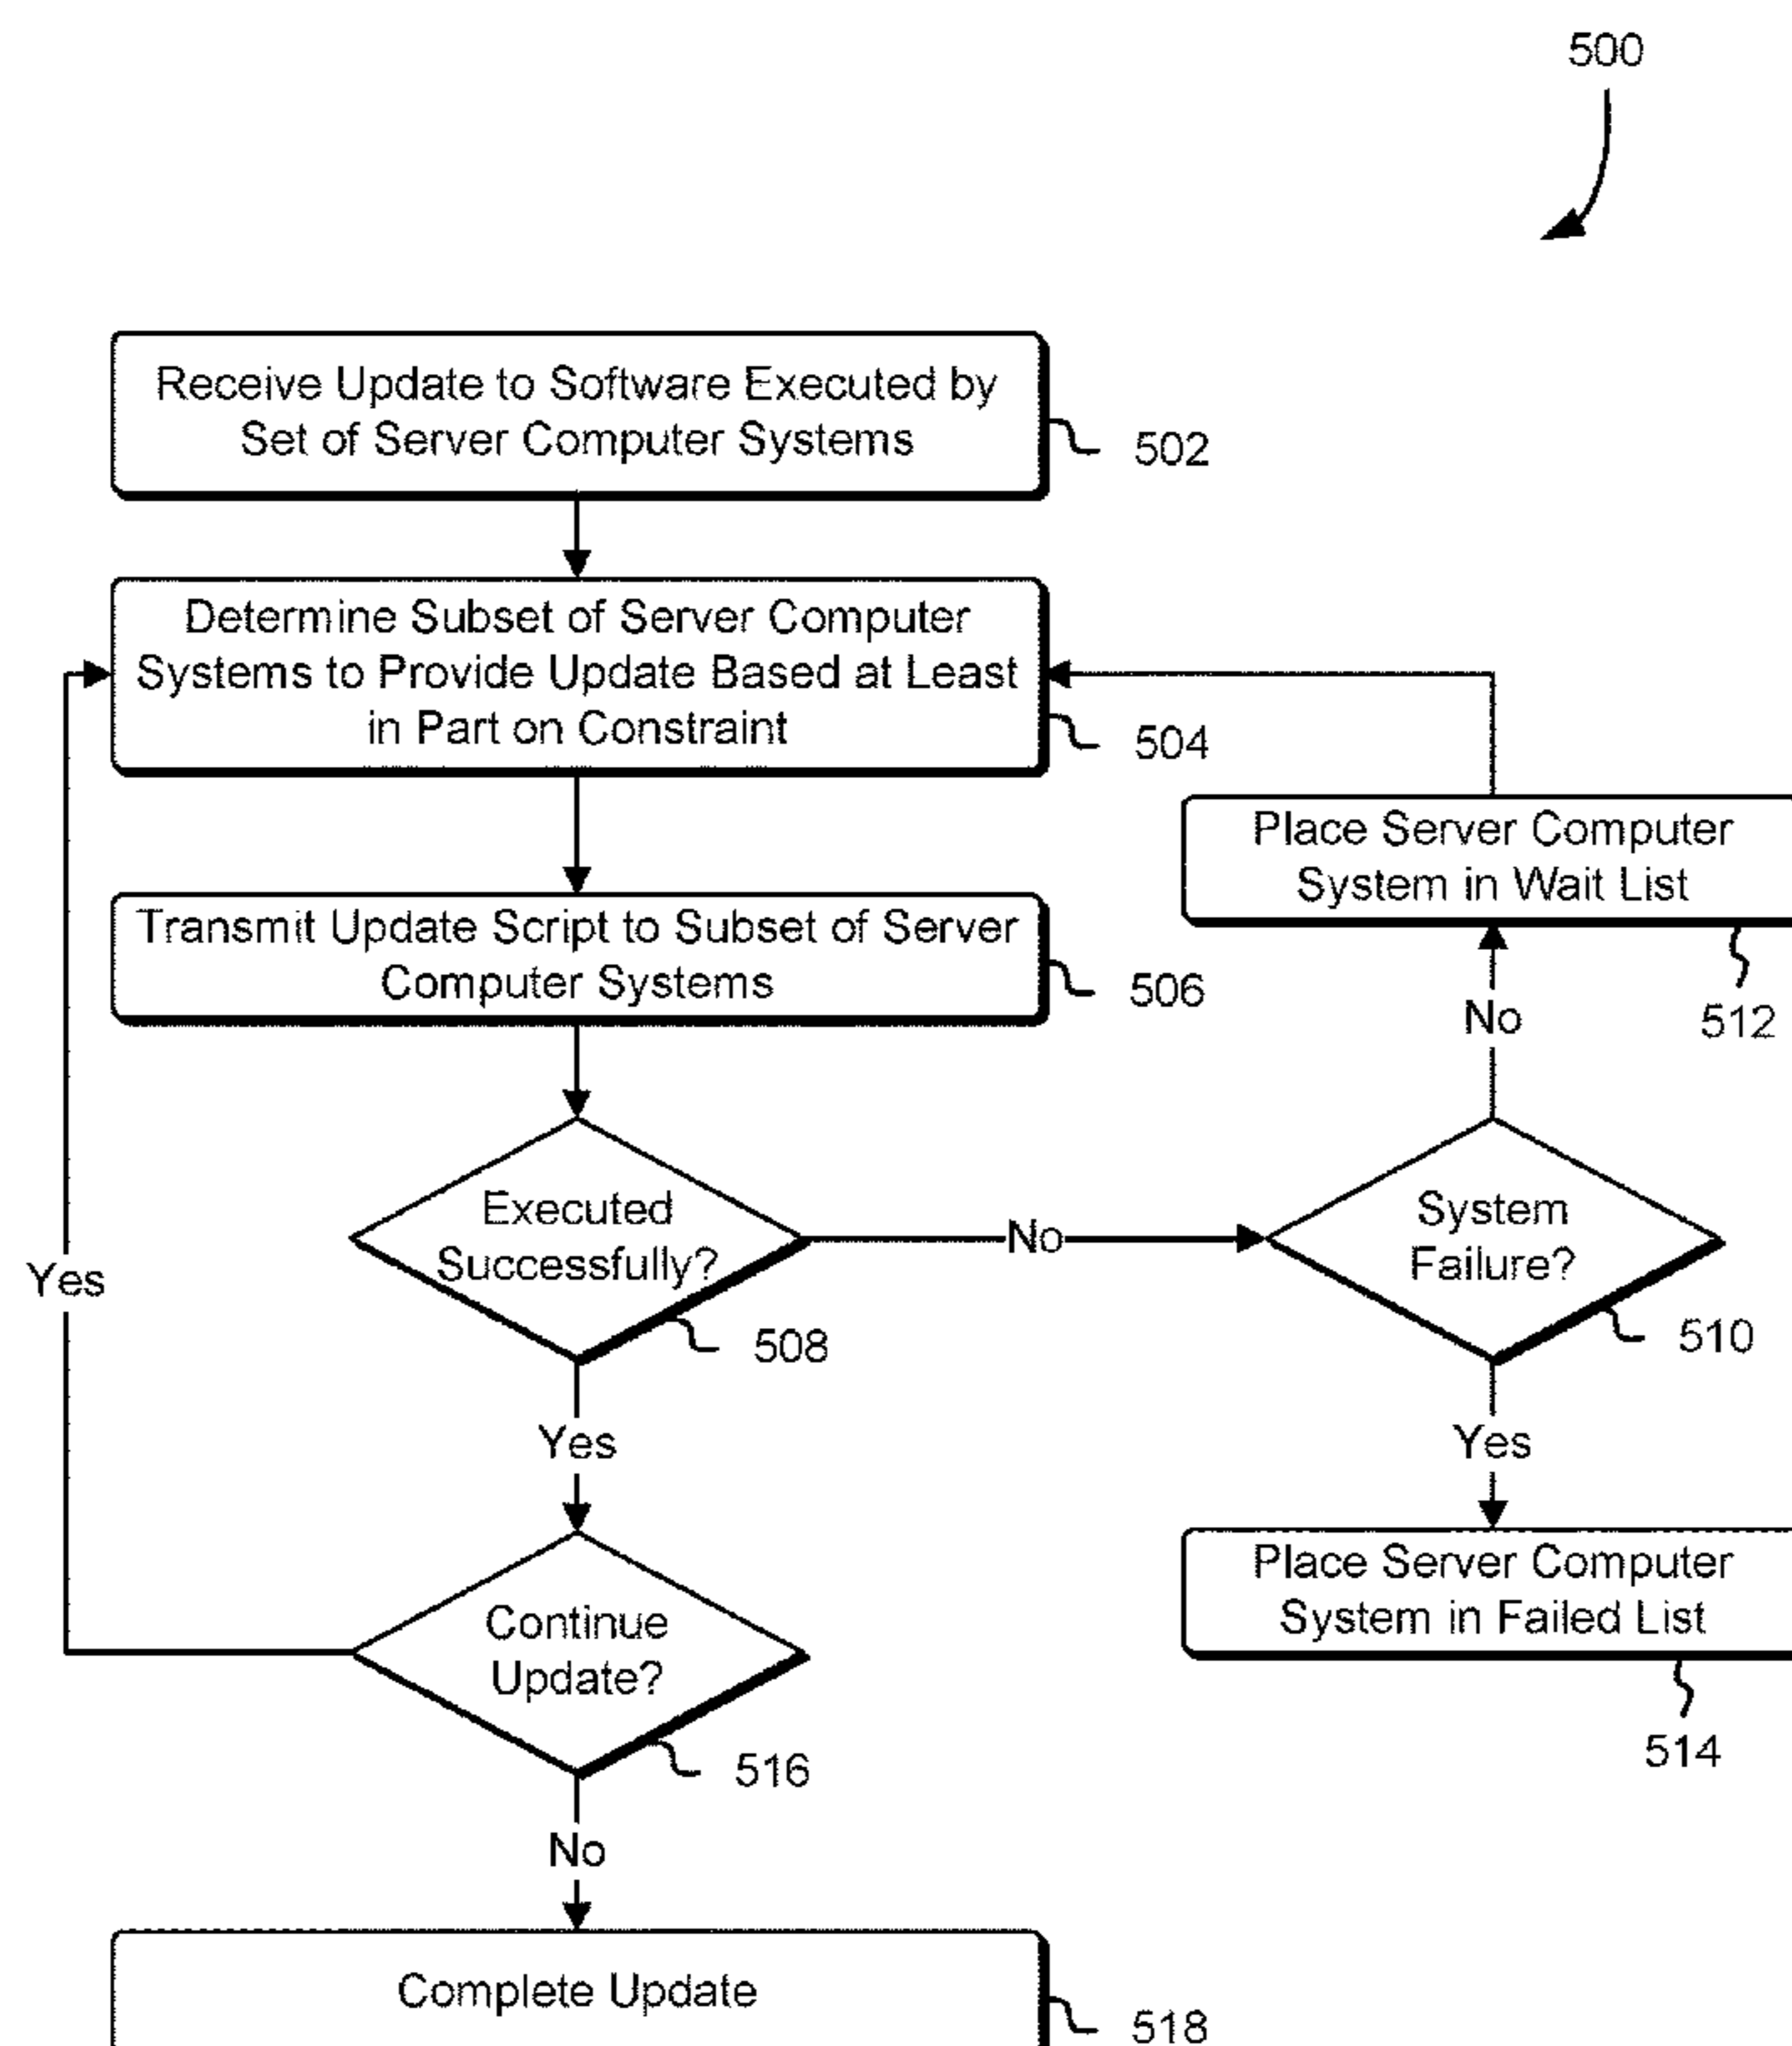 500
Receive Update to Software Executed by
Set of Server Computer Systems
502
Determine Subset of Server Computer
Systems to Provide Update Based at Least
in Part on Constraint
504
Place Server Computer
System in Wait List
512
Transmit Update Script to Subset of Server
Computer Systems
506
No
Executed
Successfully?
508
No
System
Failure?
510
Yes
Yes
Yes
Place Server Computer
System in Failed List
514
Continue
Update?
516
No
Complete Update
518